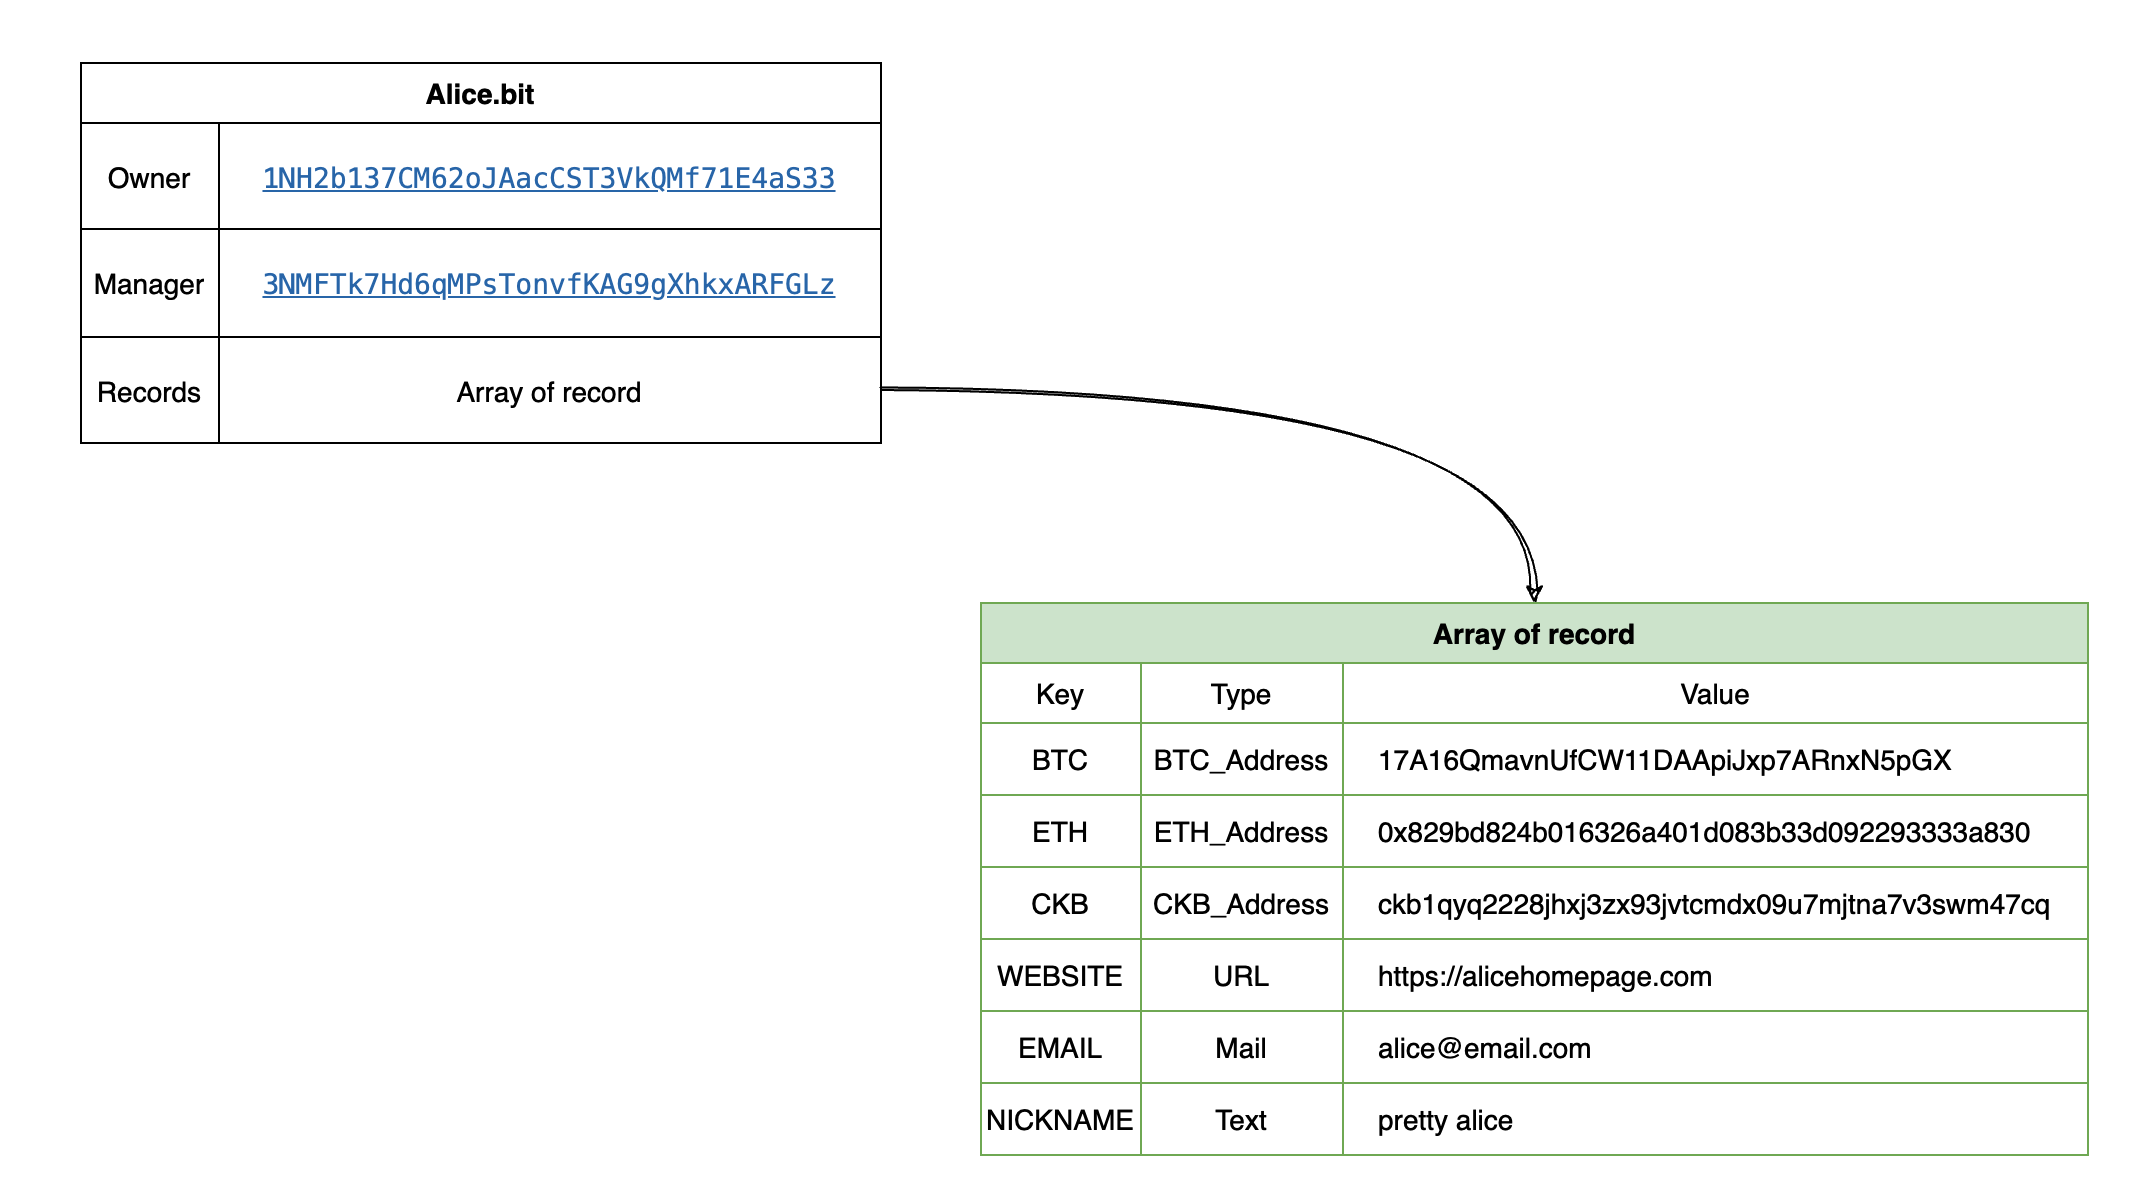 Alice.bit
Owner 1NH2b137CM62oJAacCST3VkQMf71E4aS33
Manager 3NMFTk7Hd6qMPsTonvfKAG9gXhkxARFGLz
Records Array of record
Array of record
Key Type Value
BTC BTC_Address 17A16QmavnUfCW11DAApiJxp7ARnxN5pGX
ETH ETH_Address 0x829bd824b016326a401d083b33d092293333a830
CKB CKB_Address ckb1qyq2228jhxj3zx93jvtcmdx09u7mjtna7v3swm47cq
WEBSITE URL https://alicehomepage.com
EMAIL Mail alice@email.com
NICKNAME Text pretty alice